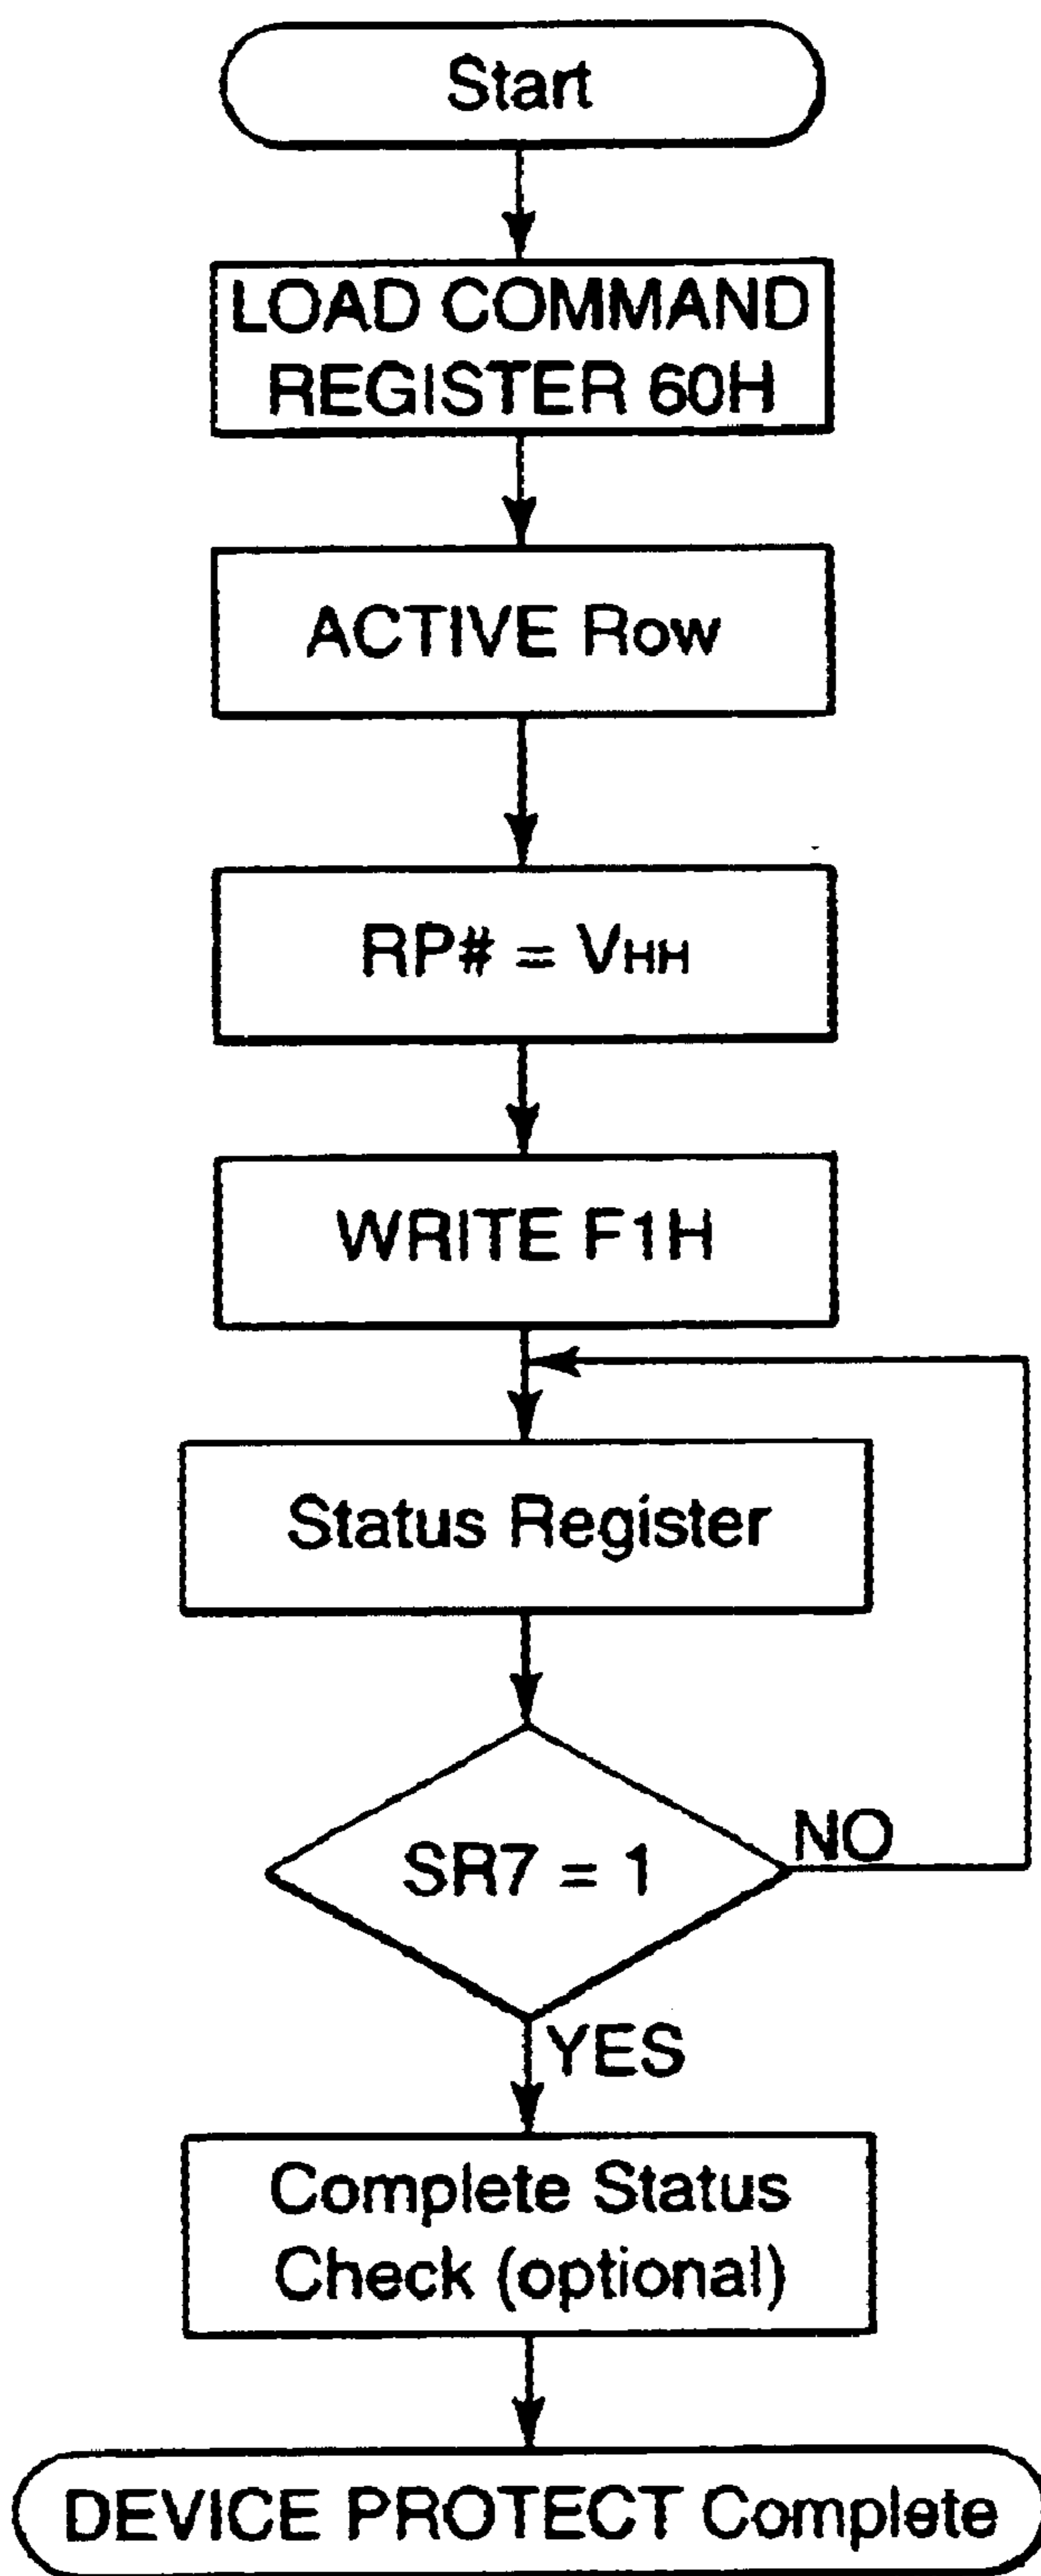 Start
LOAD COMMAND
REGISTER 60H
ACTIVE Row
RP# = VHH
WRITE F1H
Status Register
SR7 = 1
NO
YES
Complete Status
Check (optional)
DEVICE PROTECT Complete